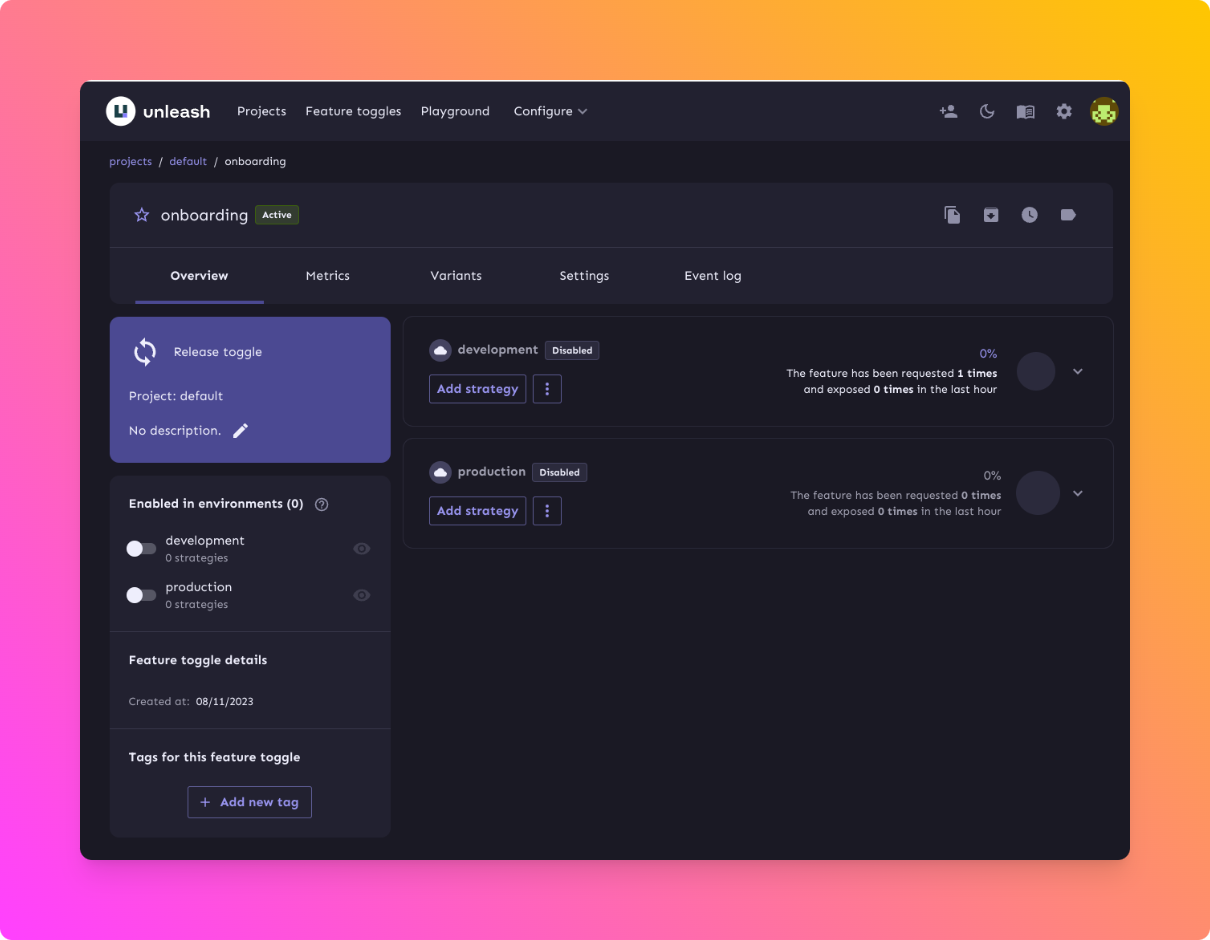 unleash Projects Feature toggles Playground Configure
projects / default / onboarding
onboarding Active
Overview Metrics Variants Settings Event log
Release toggle
Project: default
No description.
Enabled in environments (0)
development
0 strategies
production
0 strategies
Feature toggle details
Created at: 08/11/2023
Tags for this feature toggle
+ Add new tag
development Disabled
Add strategy
0%
The feature has been requested 1 times
and exposed 0 times in the last hour
production Disabled
Add strategy
0%
The feature has been requested 0 times
and exposed 0 times in the last hour